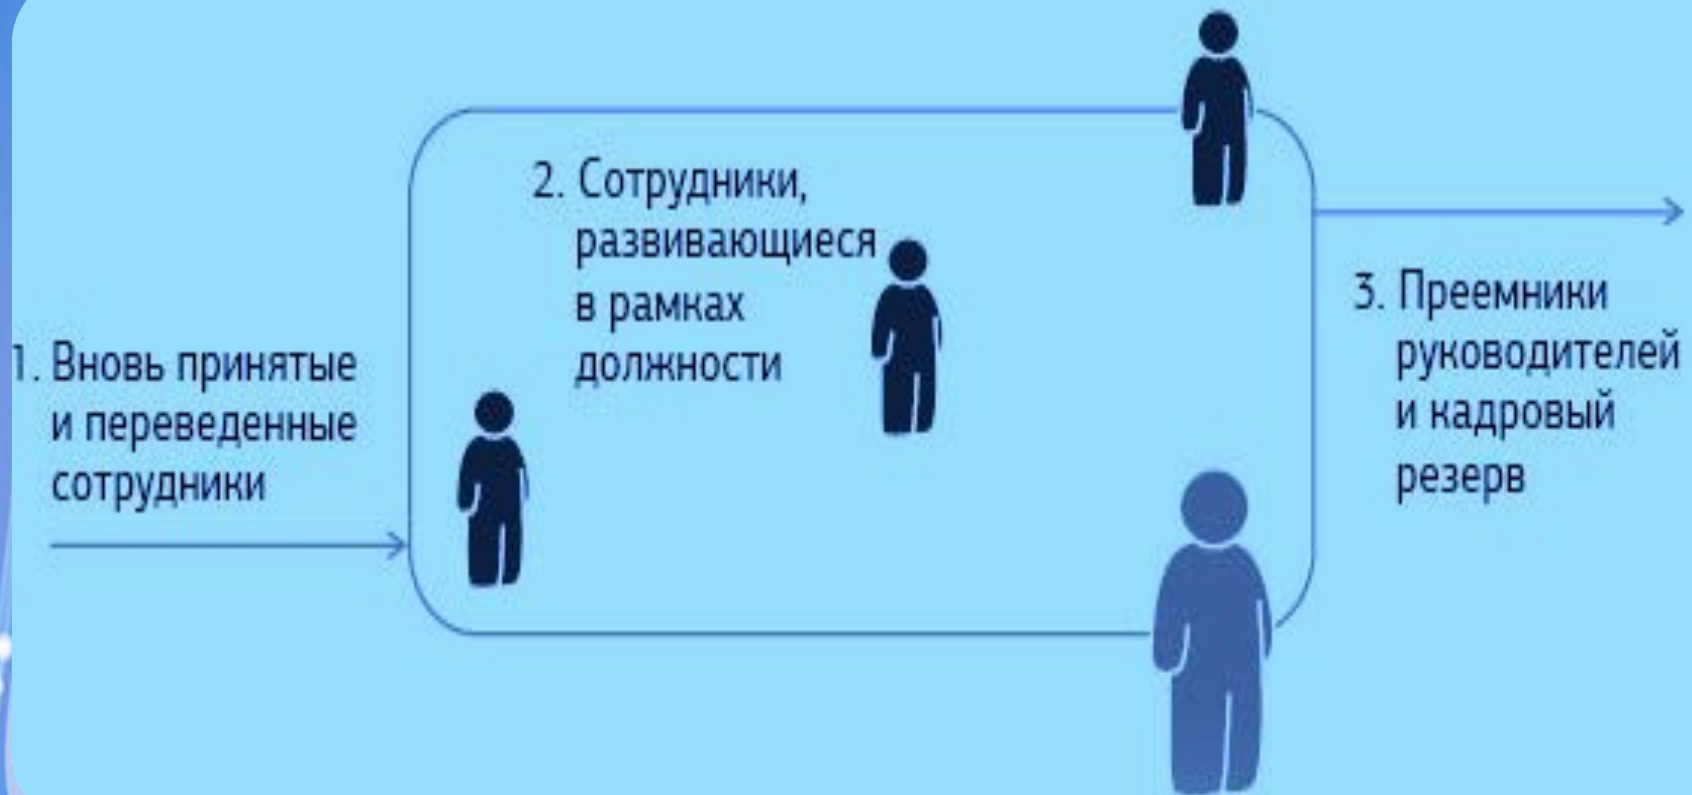 1. Вновь принятые
и переведенные
сотрудники
2. Сотрудники,
развивающиеся
в рамках
должности
3. Преемники
руководителей
и кадровый
резерв